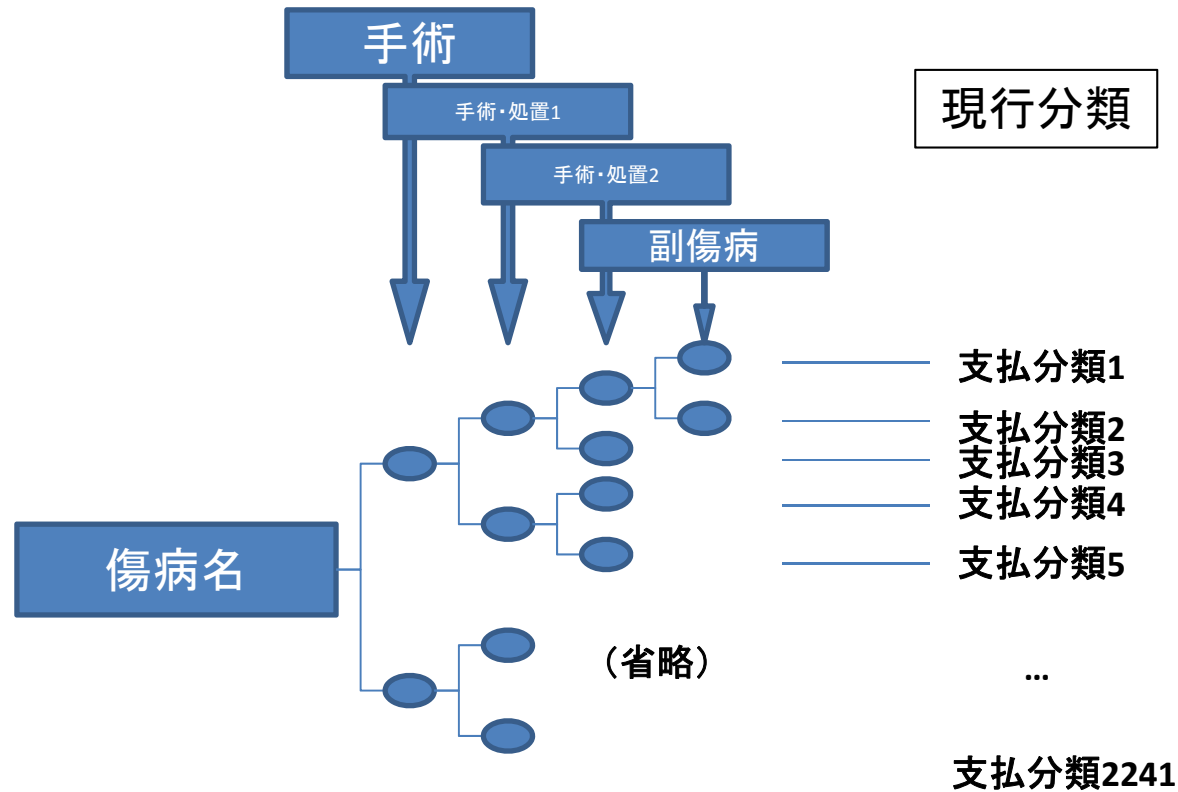 手術
手術・処置1
現行分類
手術・処置2
副傷病
支払分類1
支払分類2
支払分類3
支払分類4
傷病名
支払分類5
（省略）
…
支払分類2241